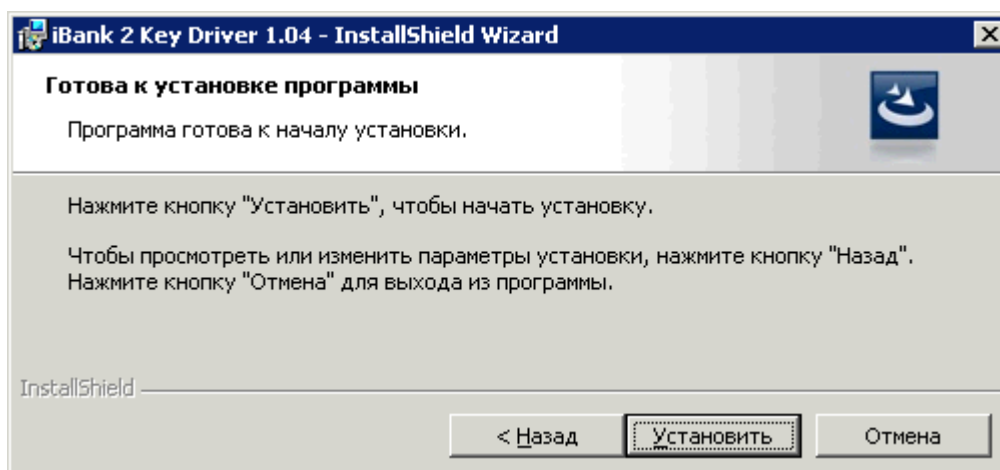 iBank 2 Key Driver 1.04 - InstallShield Wizard
Готова к установке программы
Программа готова к началу установки.
Нажмите кнопку "Установить", чтобы начать установку.
Чтобы просмотреть или изменить параметры установки, нажмите кнопку "Назад".
Нажмите кнопку "Отмена" для выхода из программы.
InstallShield
< Назад
Установить
Отмена